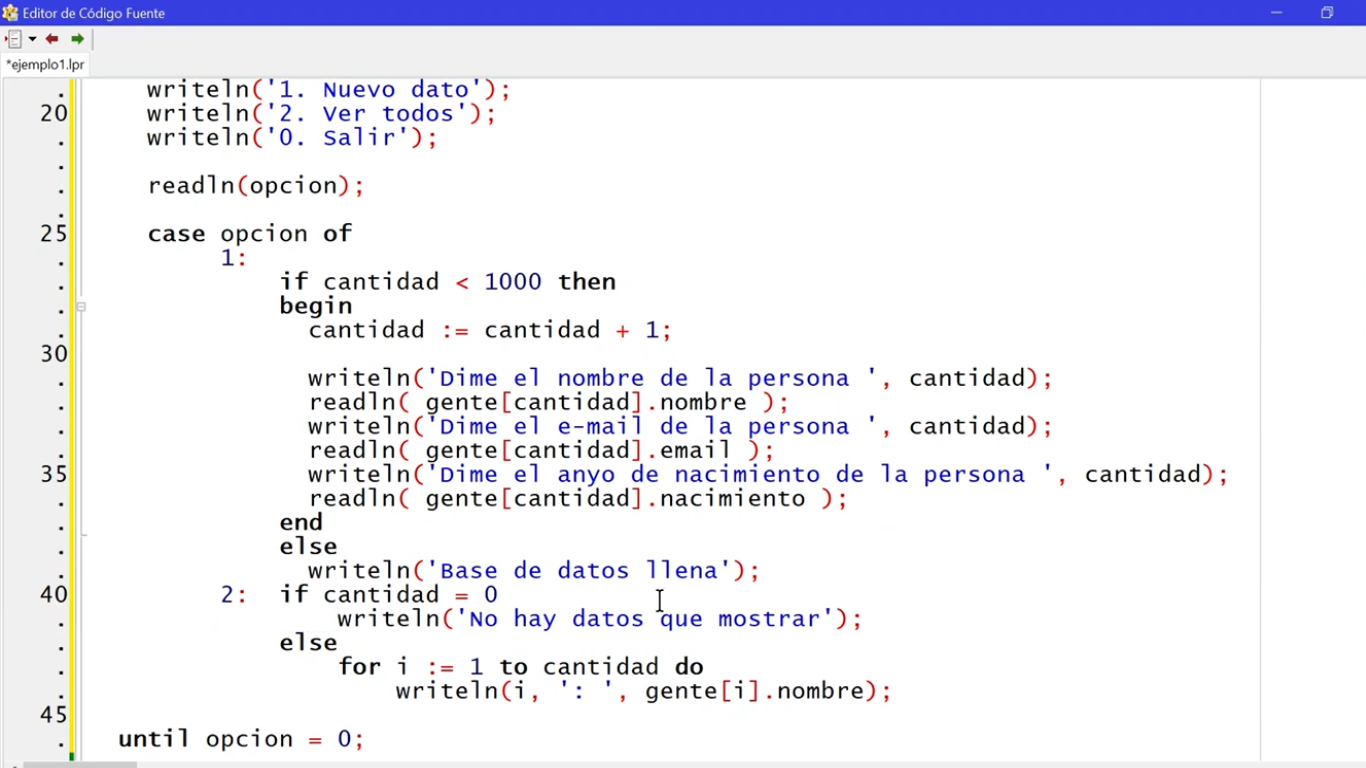 Editor de Código Fuente
*ejemplo1.lpr
writeln('1. Nuevo dato');
20 writeln('2. Ver todos');
writeln('0. Salir');
readln(opcion);
25 case opcion of
1:
if cantidad < 1000 then
begin
cantidad := cantidad + 1;
30
writeln('Dime el nombre de la persona ', cantidad);
readln( gente[cantidad].nombre );
writeln('Dime el e-mail de la persona ', cantidad);
readln( gente[cantidad].email );
35 writeln('Dime el anyo de nacimiento de la persona ', cantidad);
readln( gente[cantidad].nacimiento );
end
else
writeln('Base de datos llena');
40 2: if cantidad = 0
writeln('No hay datos que mostrar');
else
for i := 1 to cantidad do
writeln(i, ': ', gente[i].nombre);
45
until opcion = 0;